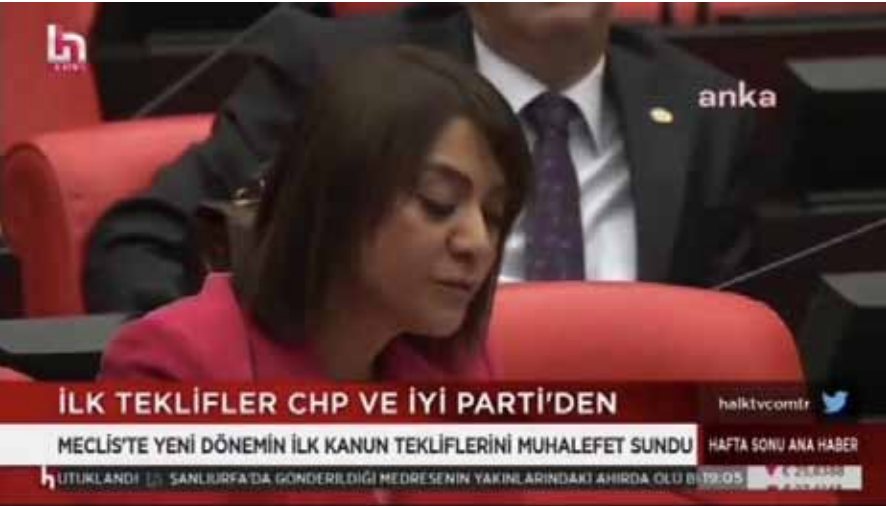 anka
İLK TEKLİFLER CHP VE İYİ PARTİ'DEN
halktvcomtr
MECLİS'TE YENİ DÖNEMİN İLK KANUN TEKLİFLERİNİ MUHALEFET SUNDU
HAFTA SONU ANA HABER
UTUKLANDI ŞANLIURFA'DA GÖNDERİLDİĞİ MEDRESENİN YAKINLARINDAKİ AHIRDA ÖLÜ B
19:05